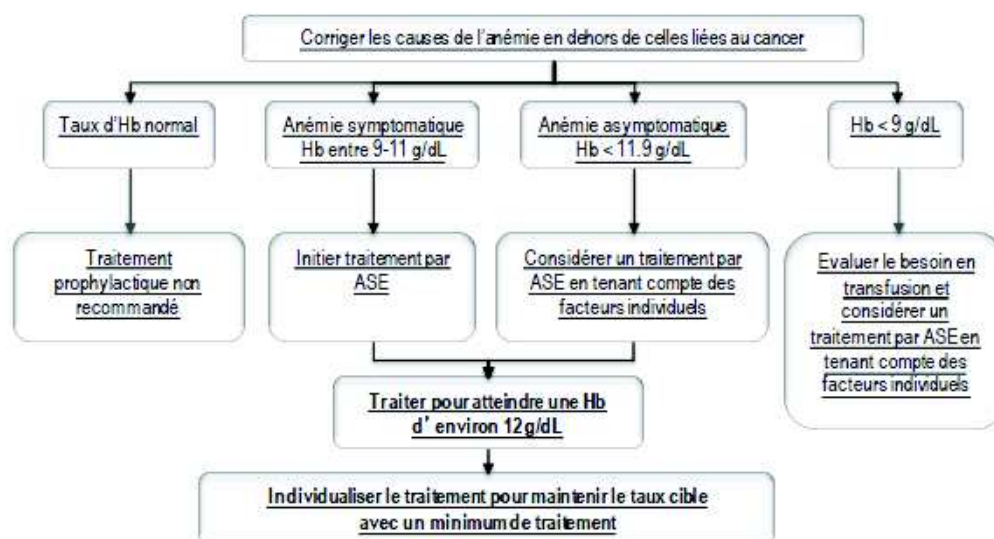 Corriger les causes de l'anémie en dehors de celles liées au cancer
Taux d'Hb normal
Anémie symptomatique
Hb entre 9-11 g/dL
Anémie asymptomatique
Hb < 11.9 g/dL
Hb < 9 g/dL
Traitement
prophylactique non
recommandé
Initier traitement par
ASE
Considérer un traitement par
ASE en tenant compte des
facteurs individuels
Evaluer le besoin en
transfusion et
considérer un
traitement par ASE en
tenant compte des
facteurs individuels
Traiter pour atteindre une Hb
d' environ 12g/dL
Individualiser le traitement pour maintenir le taux cible
avec un minimum de traitement